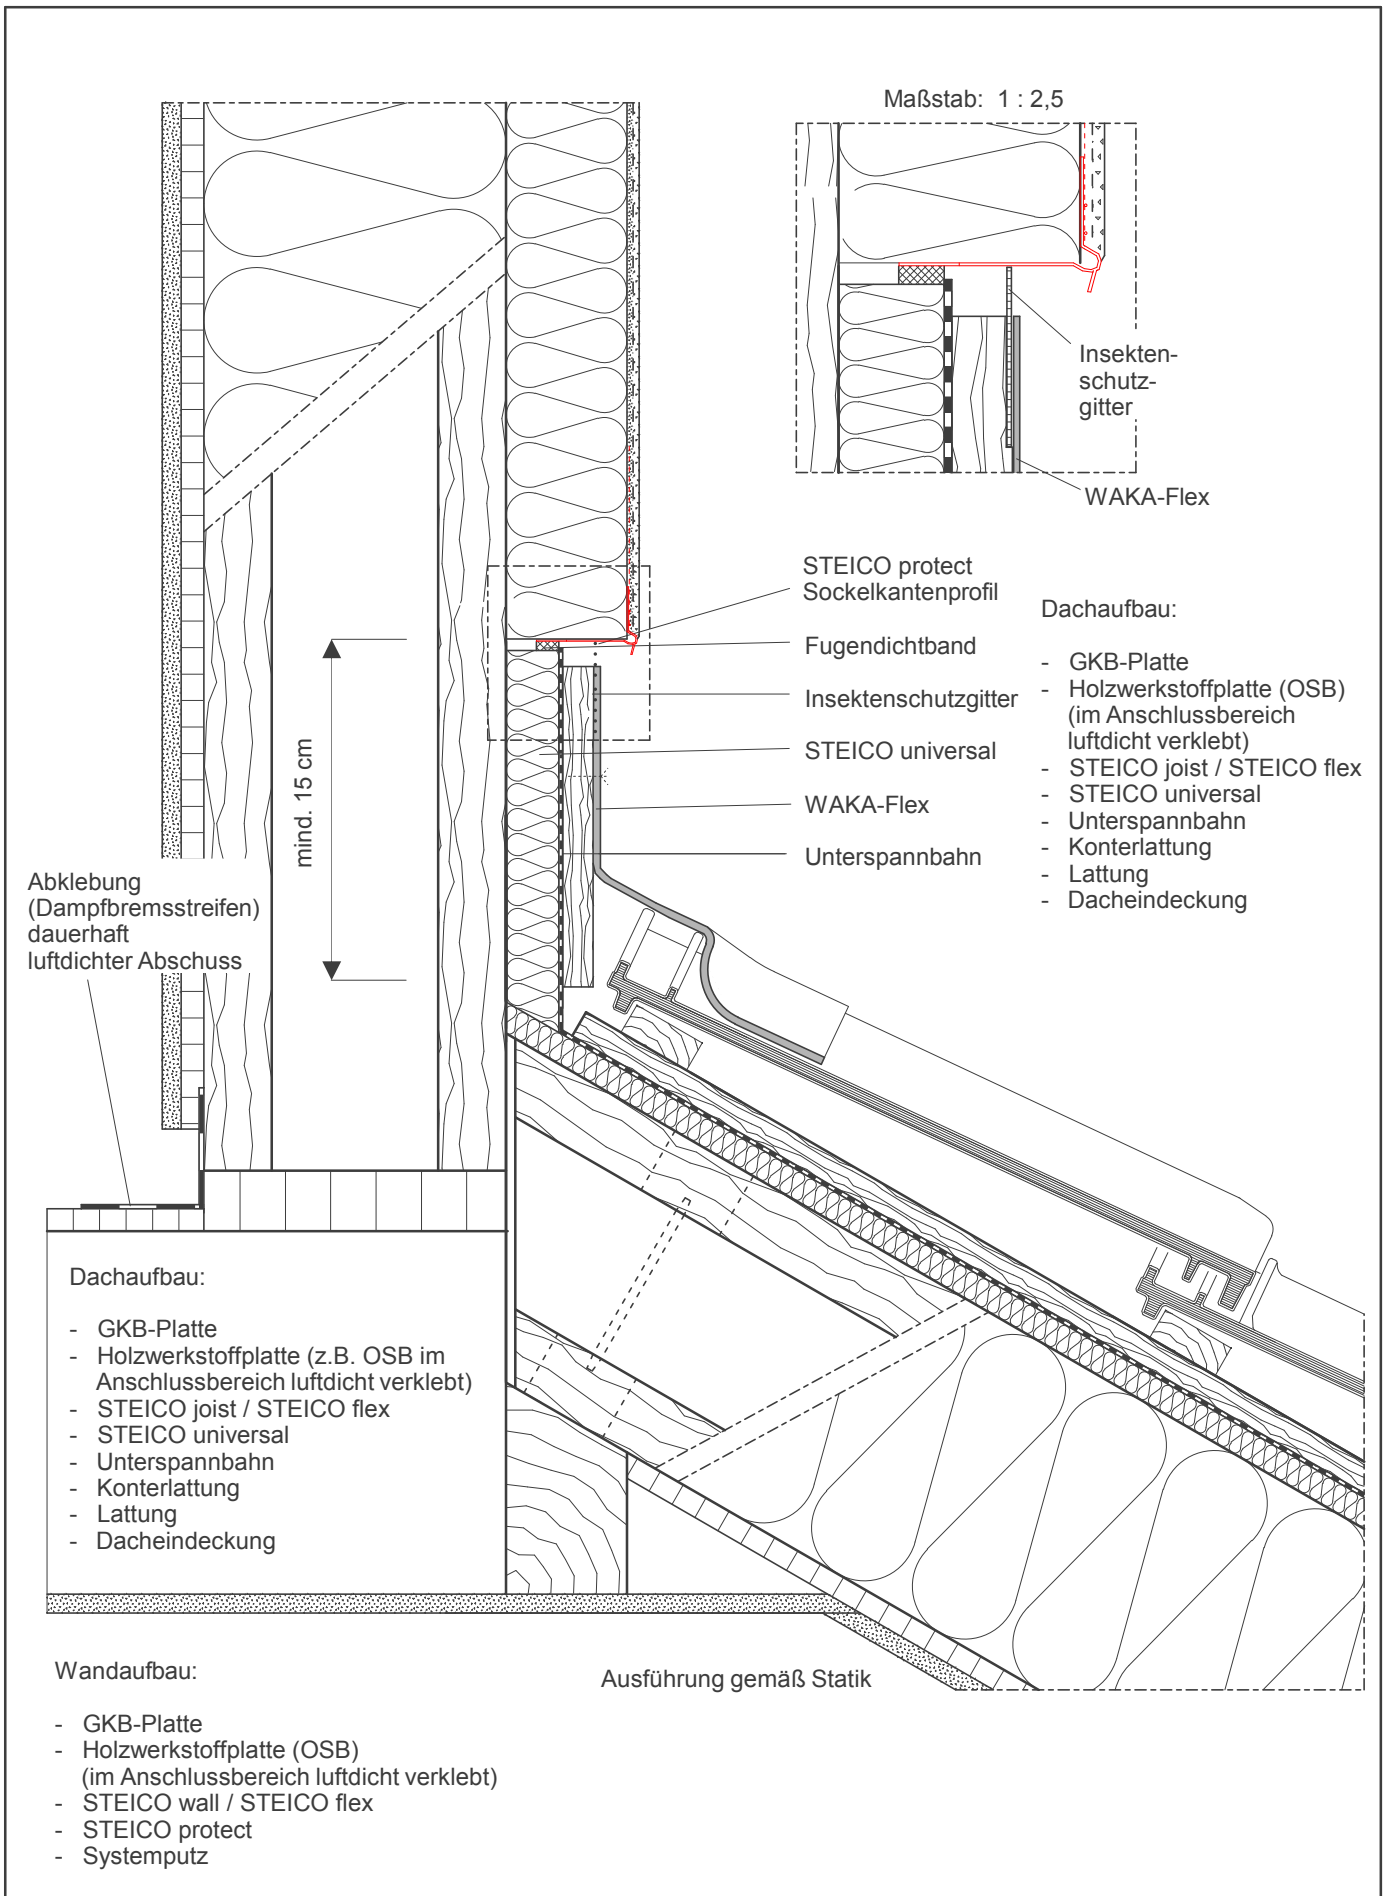 Maßstab: 1 : 2,5
Insekten-
schutz-
gitter
WAKA-Flex
STEICO protect
Sockelkantenprofil
Fugendichtband
Insektenschutzgitter
STEICO universal
WAKA-Flex
Unterspannbahn
Dachaufbau:
- GKB-Platte
- Holzwerkstoffplatte (OSB)
(im Anschlussbereich
luftdicht verklebt)
- STEICO joist / STEICO flex
- STEICO universal
- Unterspannbahn
- Konterlattung
- Lattung
- Dacheindeckung
mind. 15 cm
Abklebung
(Dampfbremsstreifen)
dauerhaft
luftdichter Abschuss
Dachaufbau:
- GKB-Platte
- Holzwerkstoffplatte (z.B. OSB im
Anschlussbereich luftdicht verklebt)
- STEICO joist / STEICO flex
- STEICO universal
- Unterspannbahn
- Konterlattung
- Lattung
- Dacheindeckung
Wandaufbau:
- GKB-Platte
- Holzwerkstoffplatte (OSB)
(im Anschlussbereich luftdicht verklebt)
- STEICO wall / STEICO flex
- STEICO protect
- Systemputz
Ausführung gemäß Statik